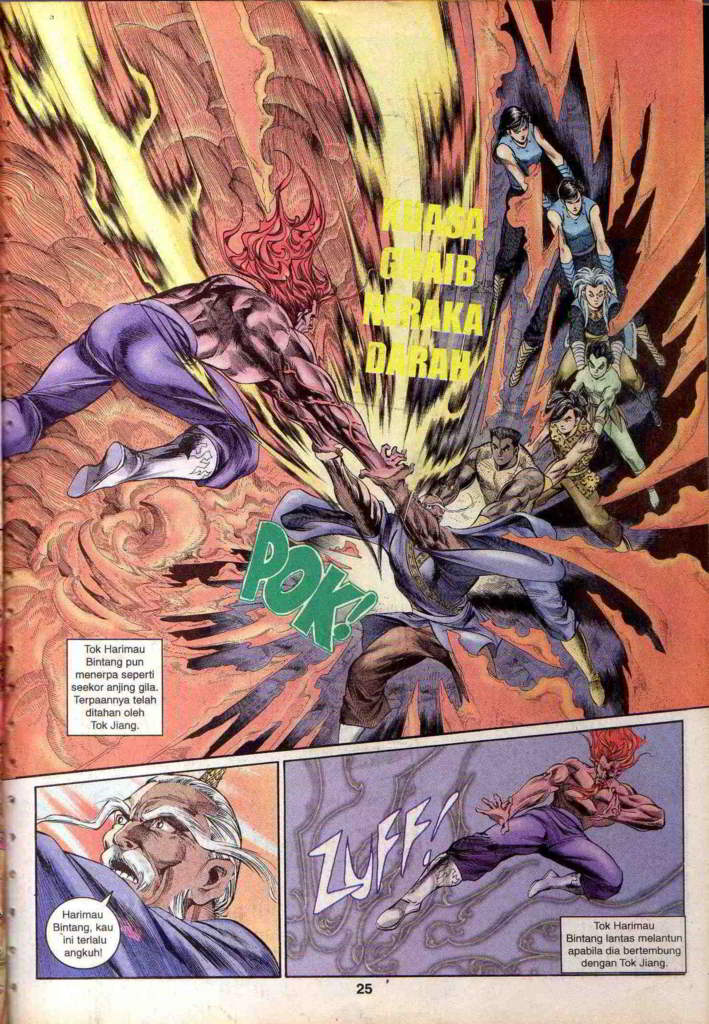 KUASA
GHAIB
NERAKA
DARAH
POK!
Tok Harimau
Bintang pun
menerpa seperti
seekor anjing gila.
Terpaannya telah
ditahan oleh
Tok Jiang.
Harimau
Bintang, kau
ini terlalu
angkuh!
ZUFF!
Tok Harimau
Bintang lantas melantun
apabila dia bertembung
dengan Tok Jiang.
25